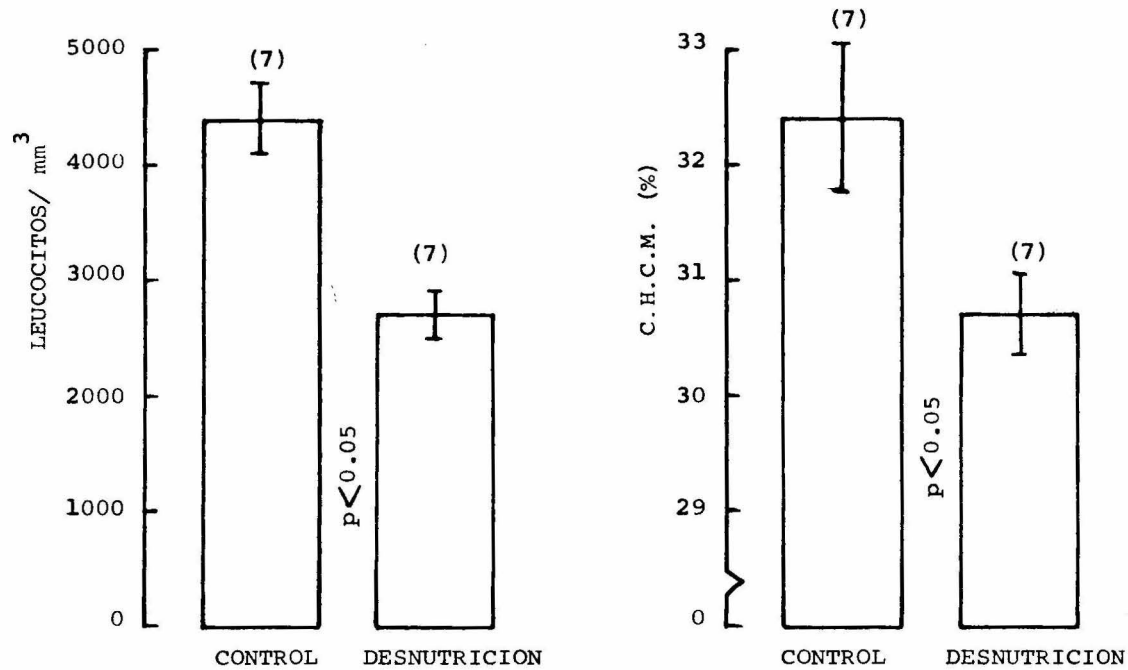 LEUCOCITOS/ mm³
5000
4000
3000
2000
1000
0
(7)
(7)
p<0.05
CONTROL
DESNUTRICION
C.H.C.M. (%)
33
32
31
30
29
0
(7)
(7)
p<0.05
CONTROL
DESNUTRICION